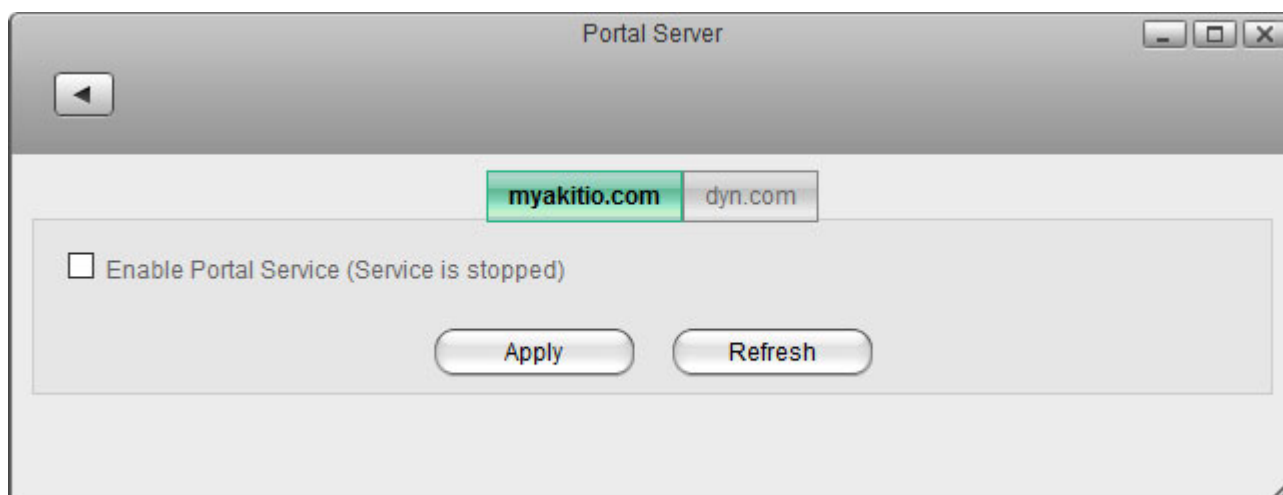 Portal Server
myakitio.com dyn.com
Enable Portal Service (Service is stopped)
Apply Refresh